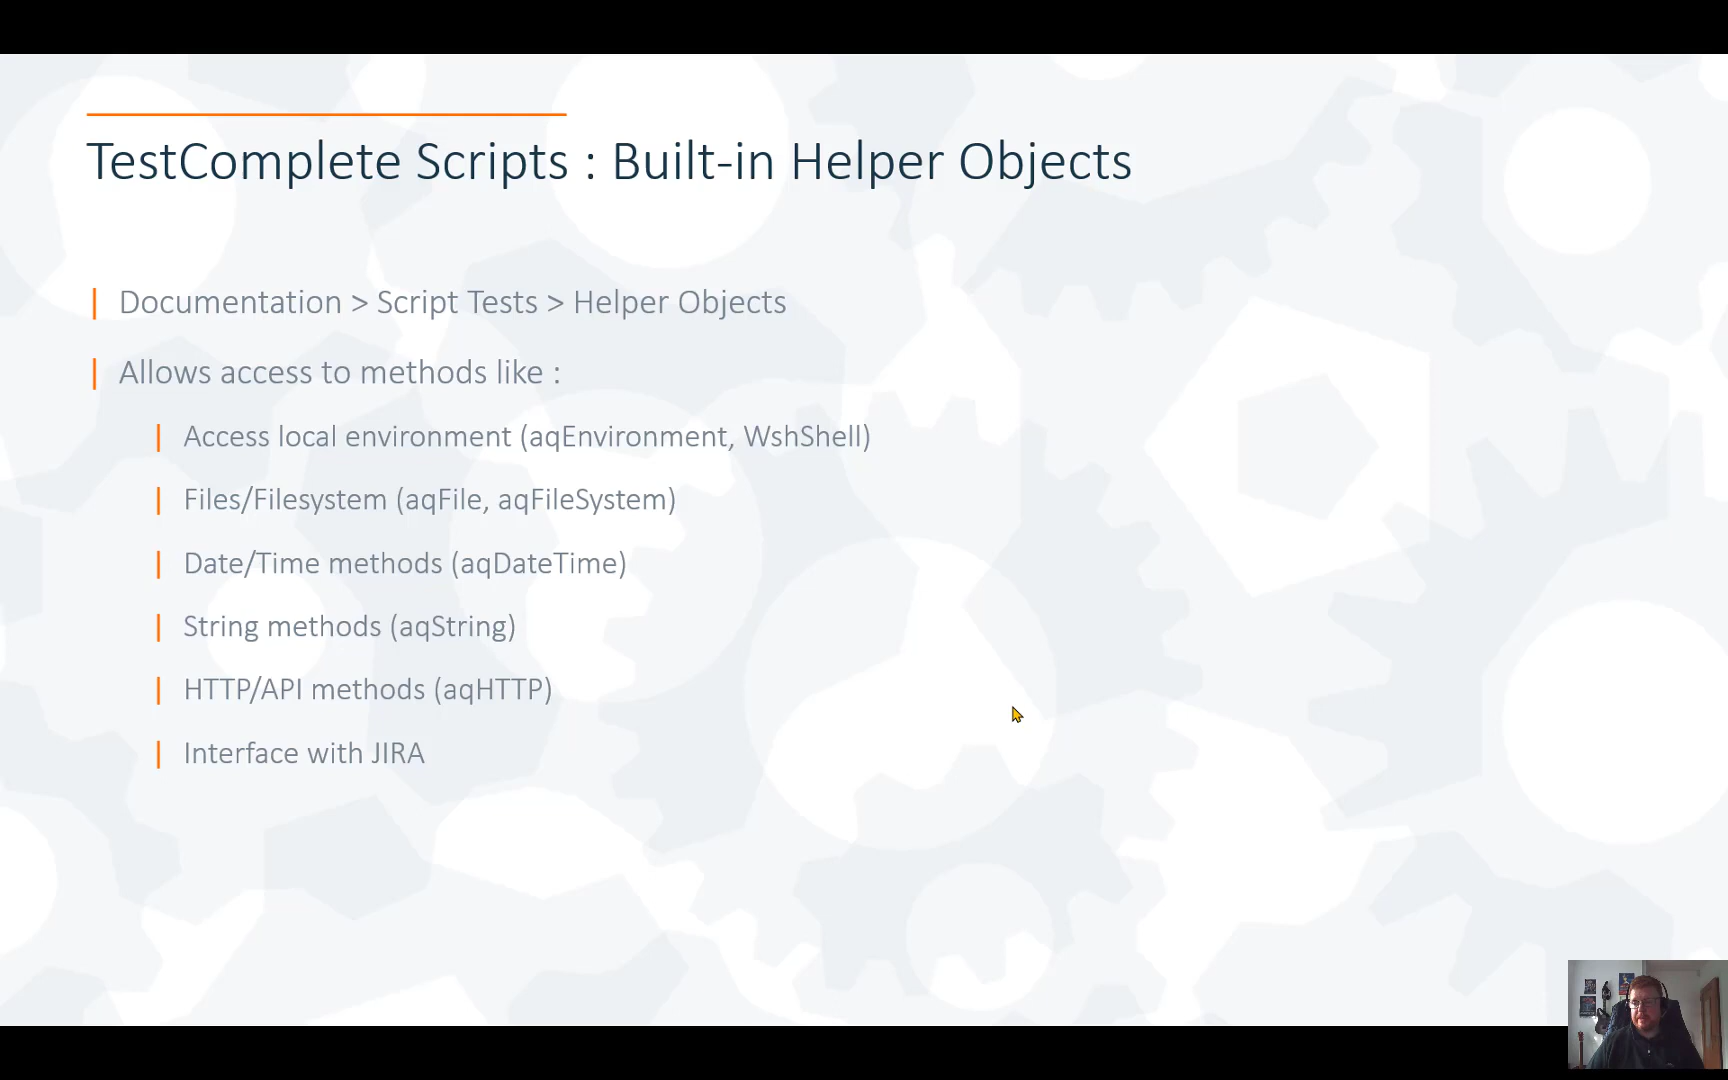 TestComplete Scripts : Built-in Helper Objects
Documentation > Script Tests > Helper Objects
Allows access to methods like :
Access local environment (aqEnvironment, WshShell)
Files/Filesystem (aqFile, aqFileSystem)
Date/Time methods (aqDateTime)
String methods (aqString)
HTTP/API methods (aqHTTP)
Interface with JIRA